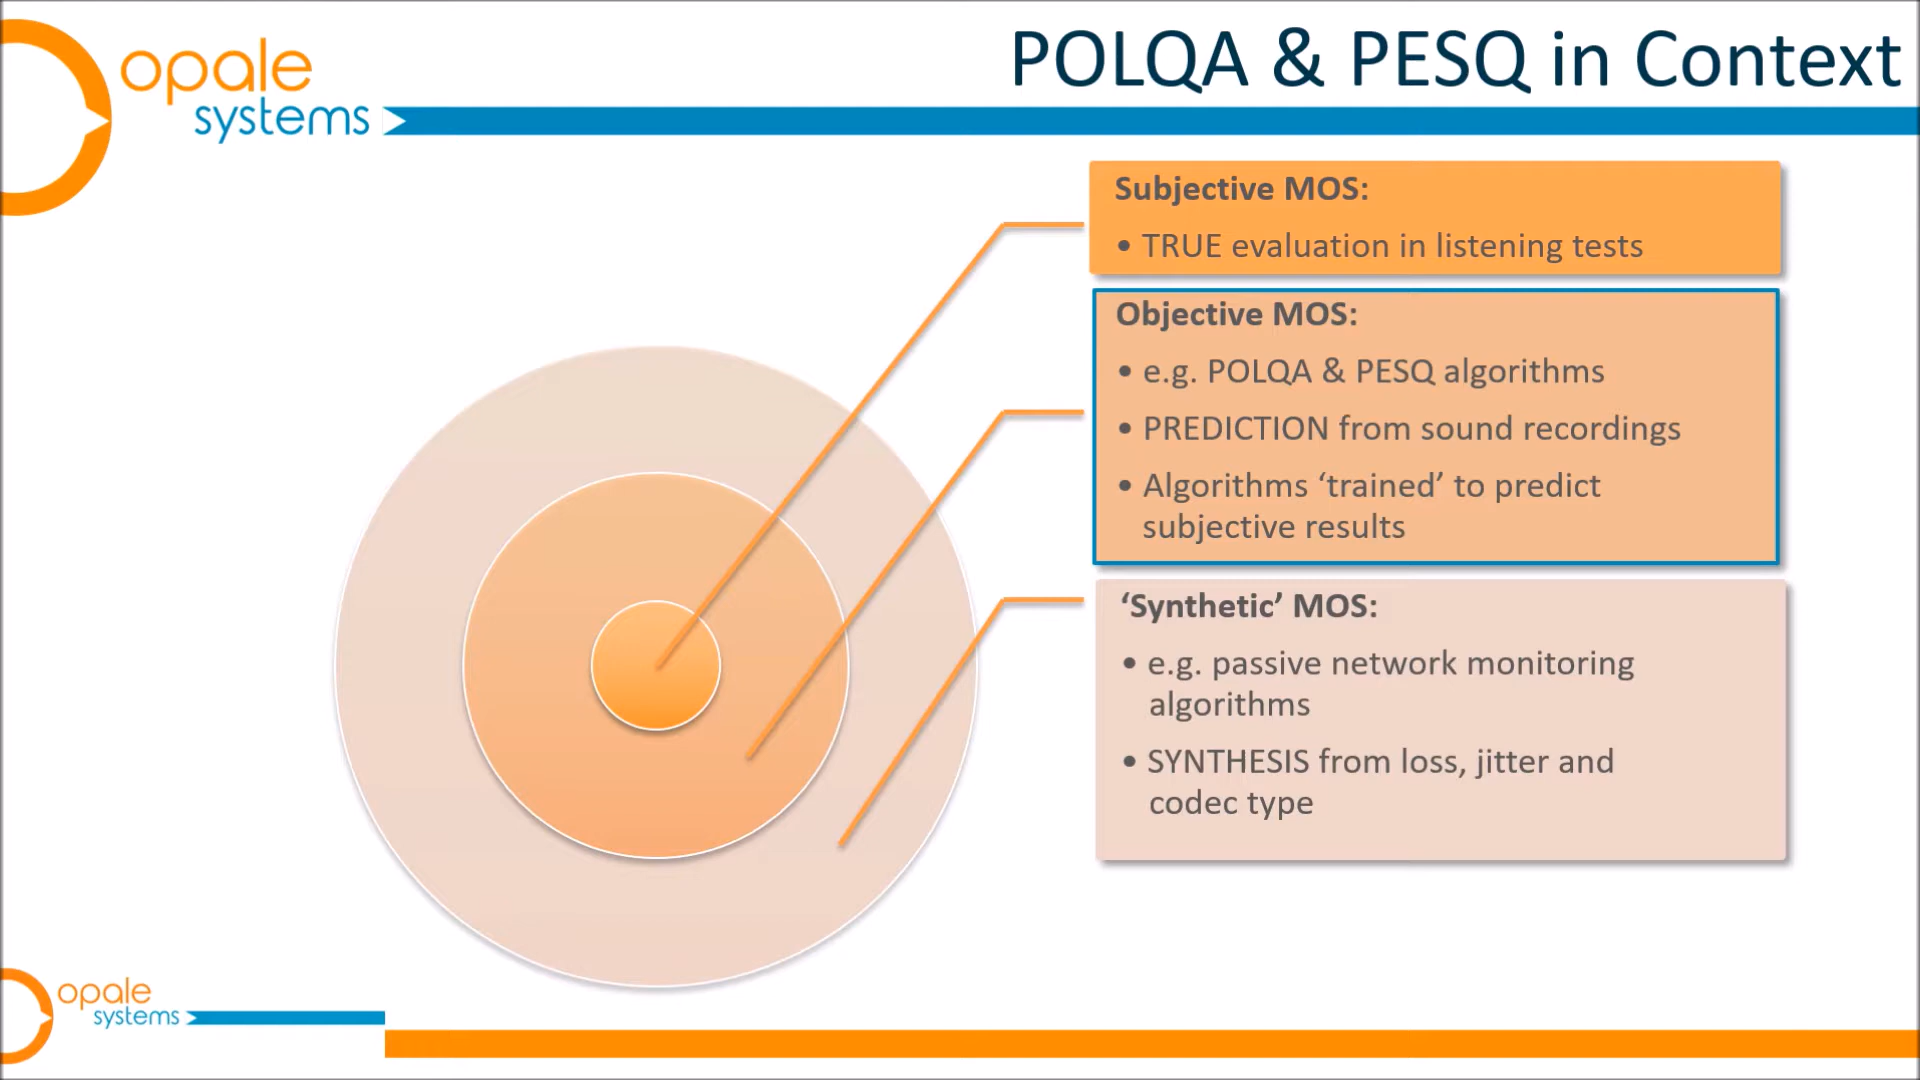 opale
systems
POLQA & PESQ in Context
Subjective MOS:
• TRUE evaluation in listening tests
Objective MOS:
• e.g. POLQA & PESQ algorithms
• PREDICTION from sound recordings
• Algorithms ‘trained’ to predict
subjective results
‘Synthetic’ MOS:
• e.g. passive network monitoring
algorithms
• SYNTHESIS from loss, jitter and
codec type
opale
systems